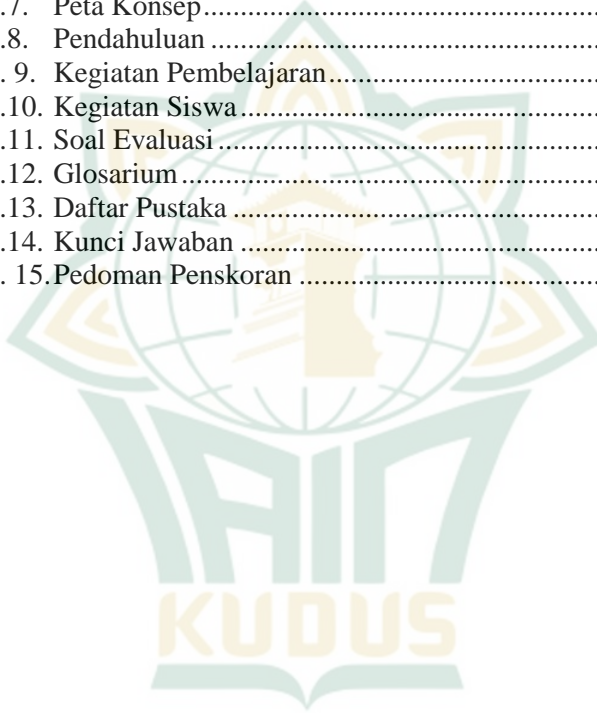 .7. Peta Konsep
.8. Pendahuluan
. 9. Kegiatan Pembelajaran
.10. Kegiatan Siswa
.11. Soal Evaluasi
.12. Glosarium
.13. Daftar Pustaka
.14. Kunci Jawaban
. 15. Pedoman Penskoran
IAIN
KUDUS